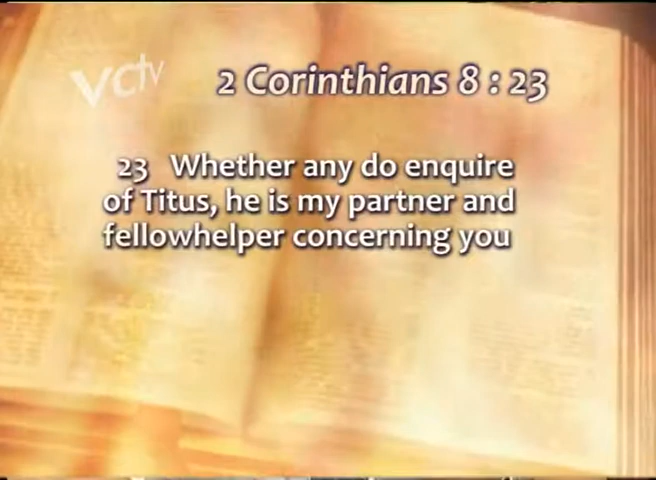 VCtv
2 Corinthians 8 : 23
23 Whether any do enquire
of Titus, he is my partner and
fellowhelper concerning you